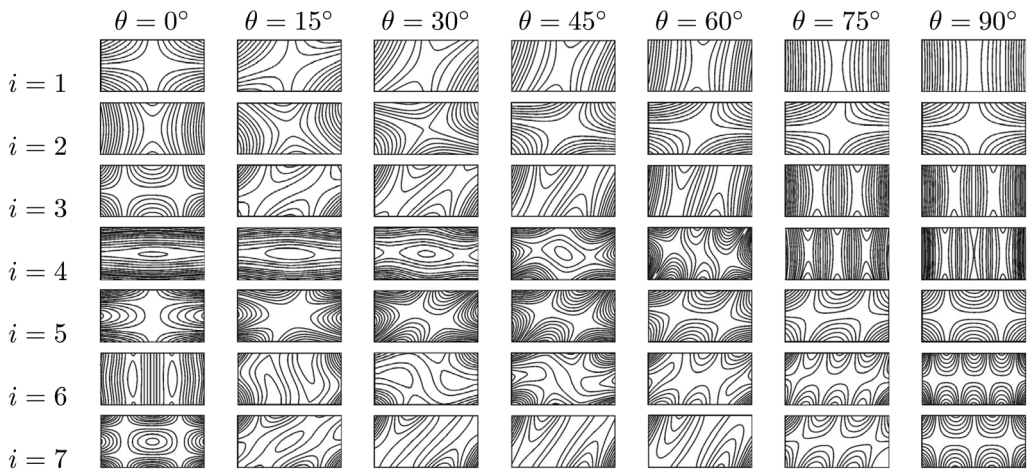 θ = 0° θ = 15° θ = 30° θ = 45° θ = 60° θ = 75° θ = 90°
i = 1
i = 2
i = 3
i = 4
i = 5
i = 6
i = 7